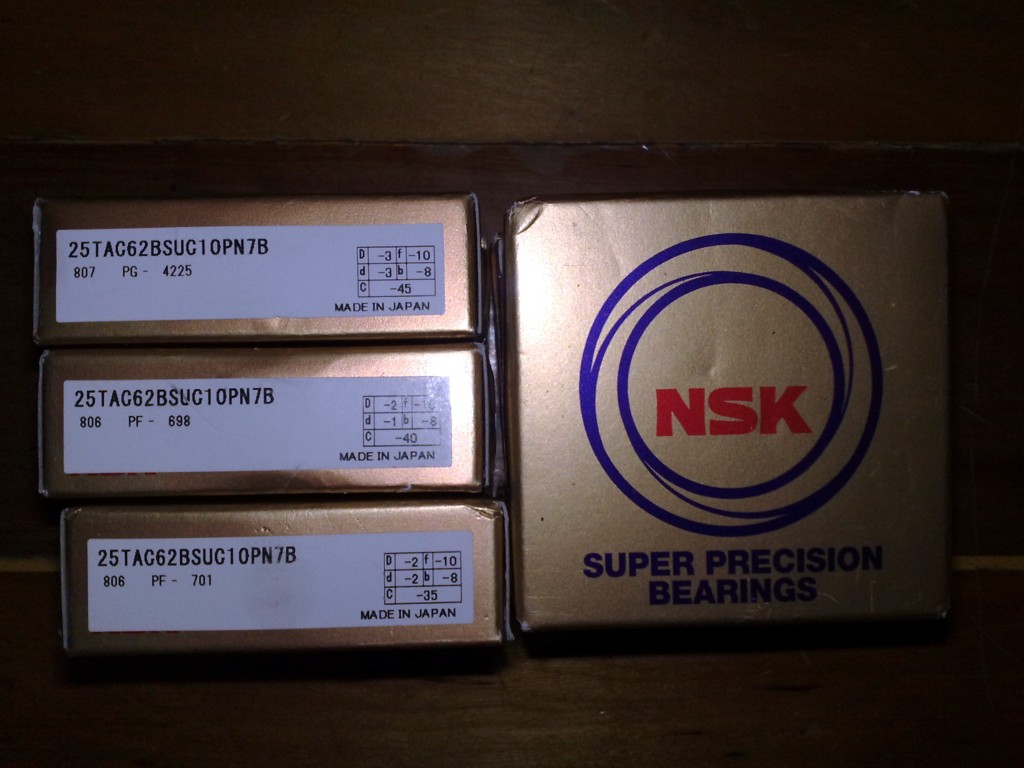 25TAC62BSUC10PN7B
807 PG - 4225
D -3 f -10
d -3 b -8
C -45
MADE IN JAPAN
25TAC62BSUC10PN7B
806 PF - 698
D -2 f -10
d -1 b -8
C -40
MADE IN JAPAN
25TAC62BSUC10PN7B
806 PF - 701
D -2 f -10
d -2 b -8
C -35
MADE IN JAPAN
NSK
SUPER PRECISION
BEARINGS